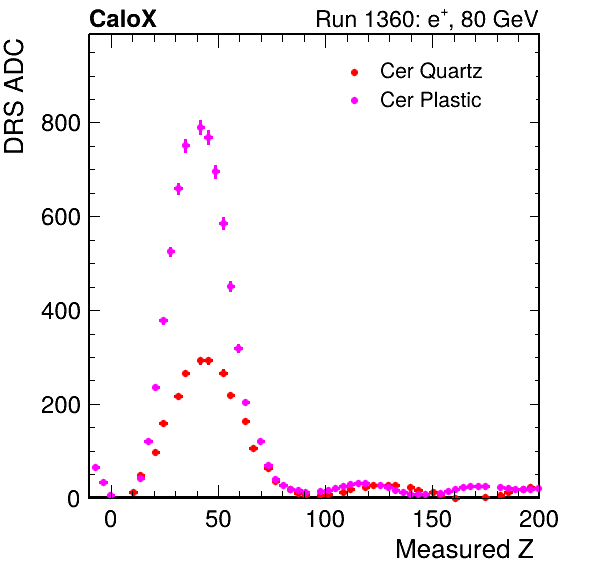 CaloX Run 1360: e⁺, 80 GeV
DRS ADC
Cer Quartz
Cer Plastic
800
600
400
200
0
0 50 100 150 200
Measured Z